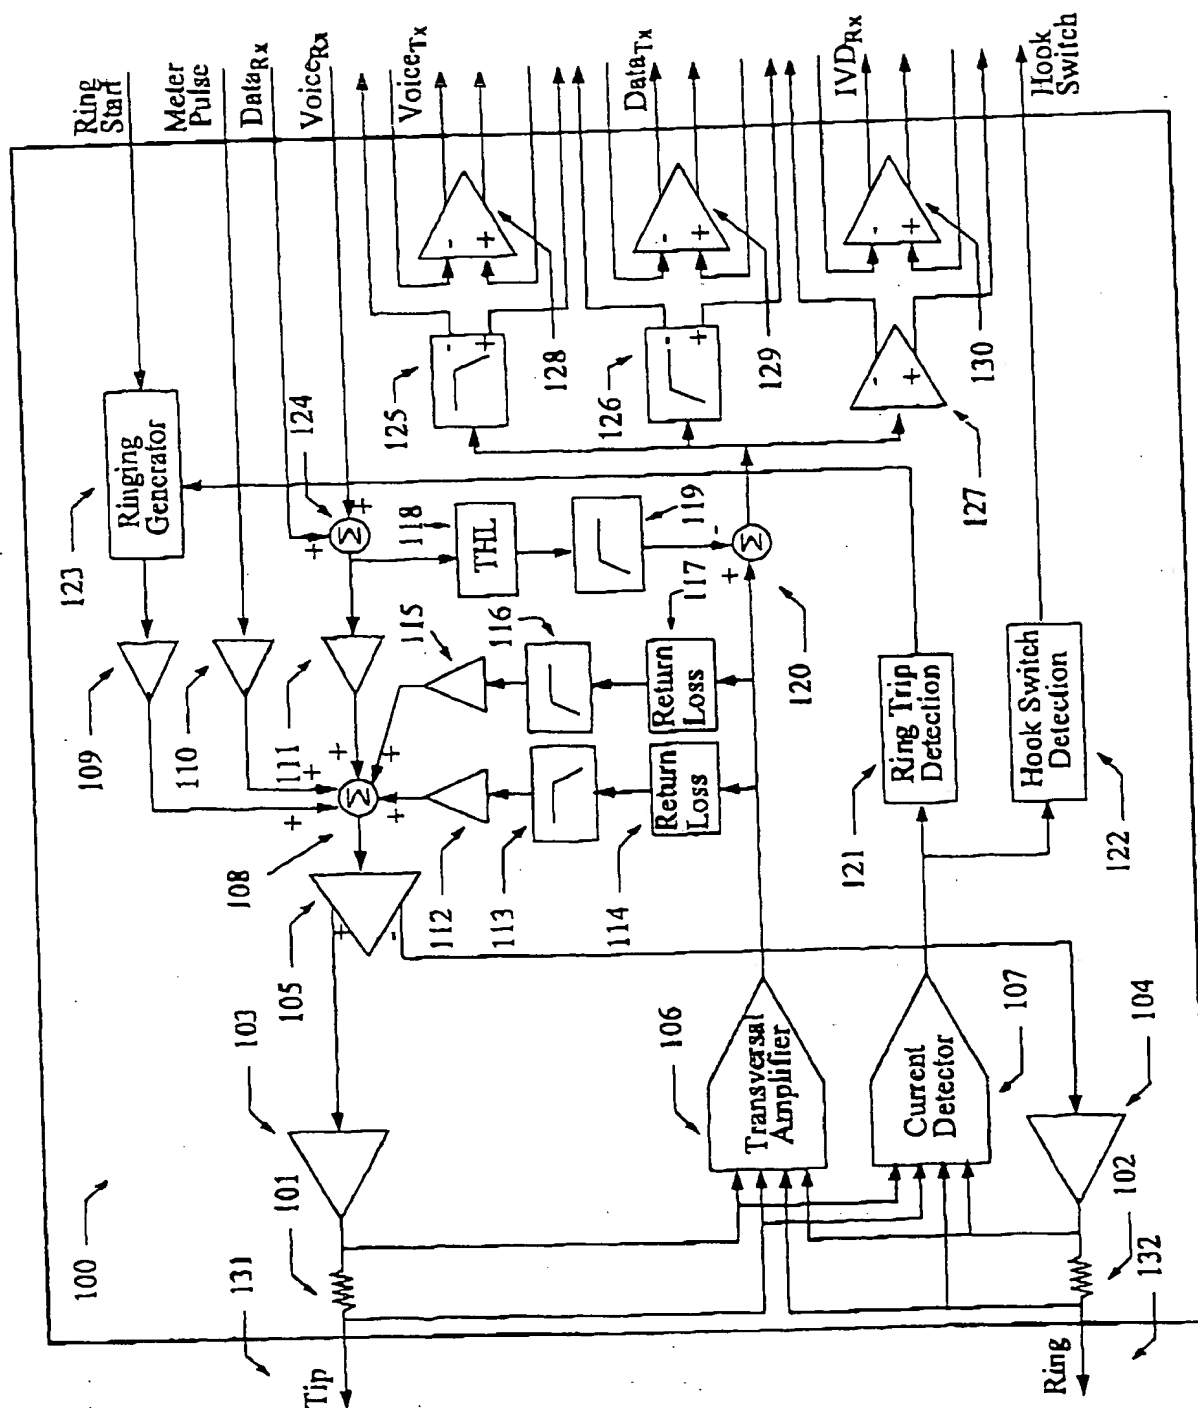 Ring
Start
Meter
Pulse
DataRx
VoiceRx
VoiceTx
DataTx
IVDRx
Hook
Switch
123
Ringing
Generator
124
+
+
Σ
118
THL
119
125
-
+
126
-
+
127
-
+
128
-
+
129
-
+
130
-
+
109
110
111
+
+
+
+
+
Σ
108
115
116
117
Return
Loss
112
113
114
Return
Loss
-
+
Σ
120
121
Ring Trip
Detection
122
Hook Switch
Detection
105
+
-
103
101
106
Transversal
Amplifier
107
Current
Detector
104
102
100
131
Tip
132
Ring